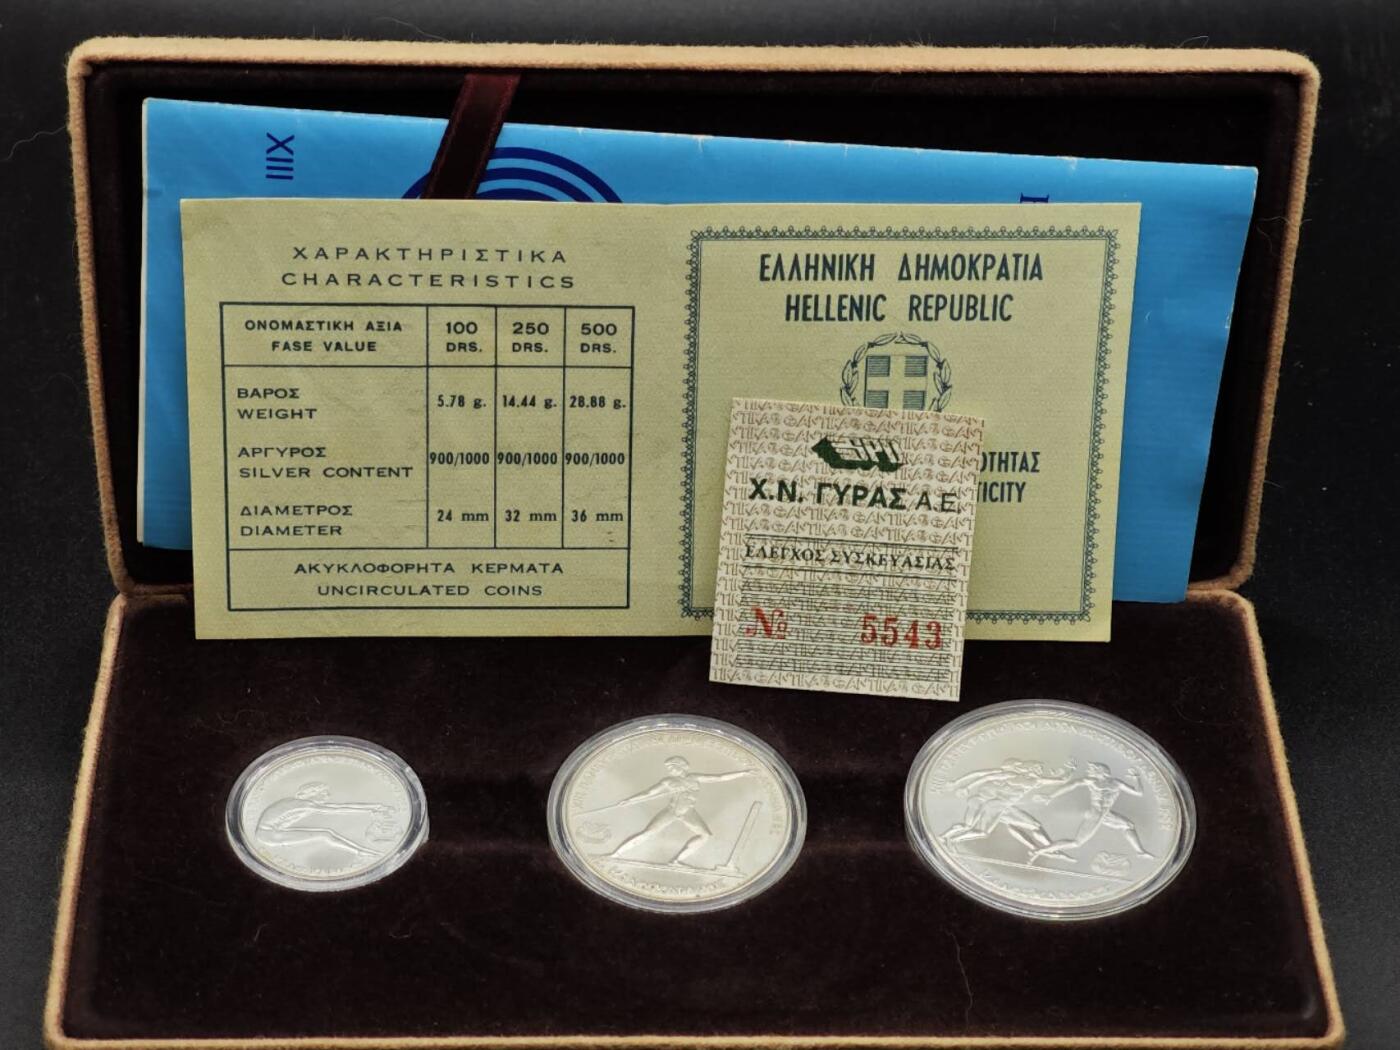 XIII
ΧΑΡΑΚΤΗΡΙΣΤΙΚΑ
CHARACTERISTICS
ΟΝΟΜΑΣΤΙΚΗ ΑΞΙΑ 100 250 500
FASE VALUE DRS. DRS. DRS.
ΒΑΡΟΣ
WEIGHT 5.78 g. 14.44 g. 28.88 g.
ΑΡΓΥΡΟΣ
SILVER CONTENT 900/1000 900/1000 900/1000
ΔΙΑΜΕΤΡΟΣ
DIAMETER 24 mm 32 mm 36 mm
ΑΚΥΚΛΟΦΟΡΗΤΑ ΚΕΡΜΑΤΑ
UNCIRCULATED COINS
ΕΛΛΗΝΙΚΗ ΔΗΜΟΚΡΑΤΙΑ
HELLENIC REPUBLIC
ΟΤΗΤΑΣ
TICITY
Χ.Ν. ΓΥΡΑΣ Α.Ε.
ΕΛΕΓΧΟΣ ΣΥΣΚΕΥΑΣΙΑΣ
№ 5543